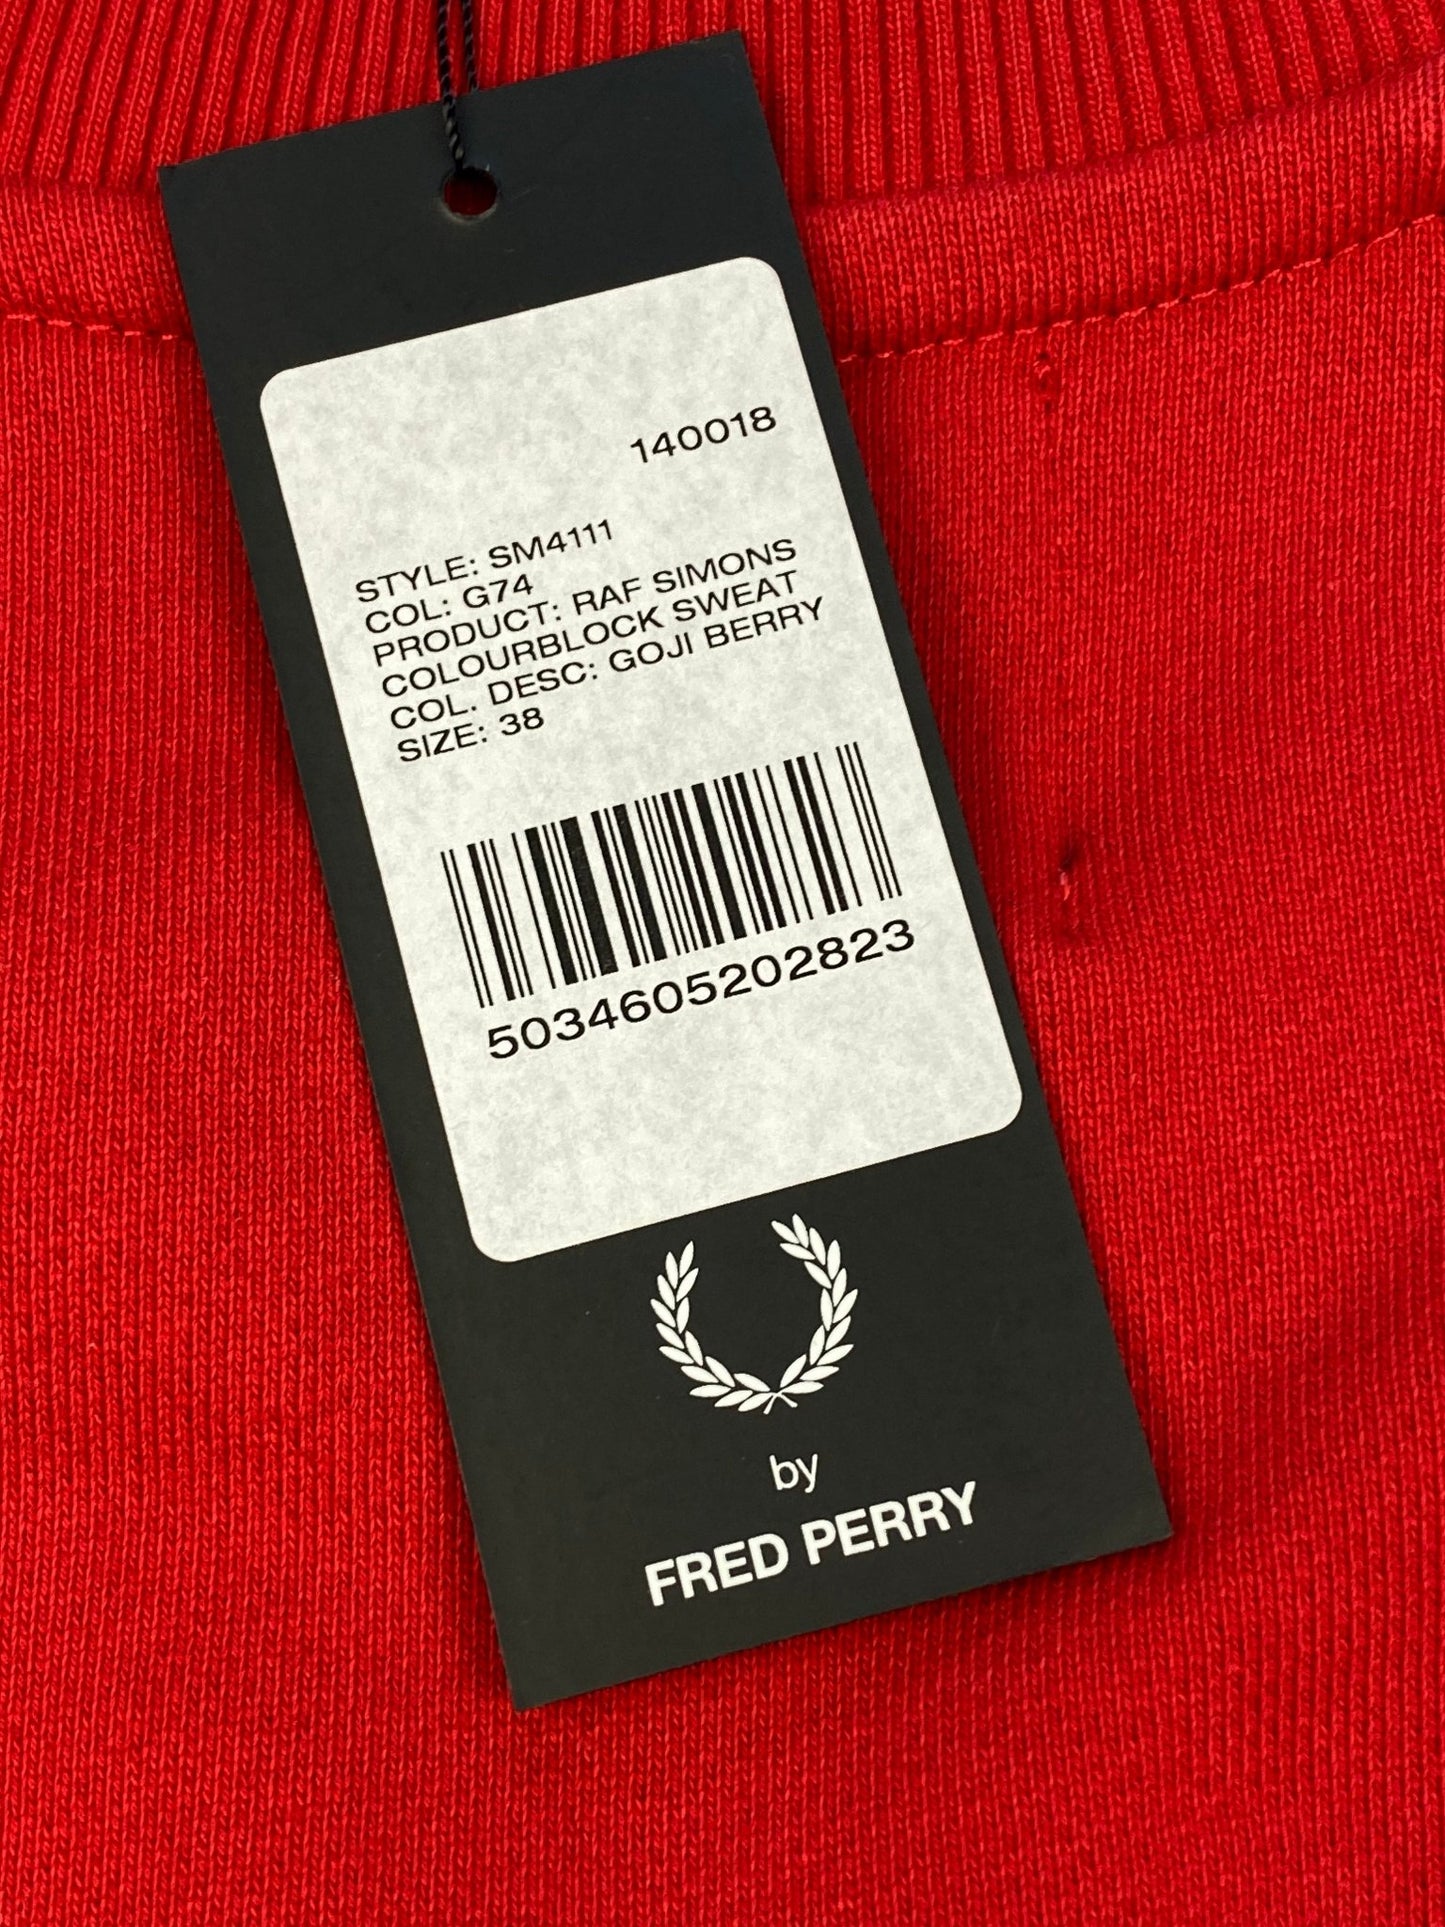 140018
STYLE: SM4111
COL: G74
PRODUCT: RAF SIMONS
COLOURBLOCK SWEAT
COL. DESC: GOJI BERRY
SIZE: 38
5034605202823
by
FRED PERRY